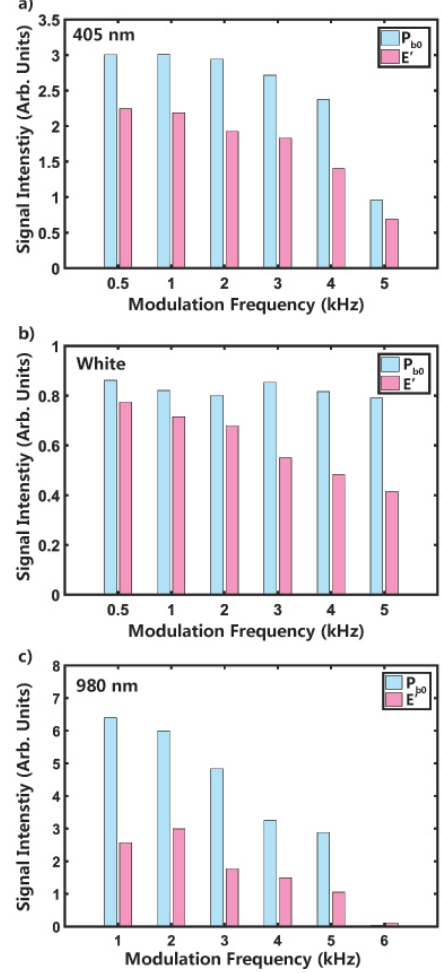 a)
405 nm
P_b0
E'
Signal Intenstiy (Arb. Units)
3.5
3
2.5
2
1.5
1
0.5
0
0.5 1 2 3 4 5
Modulation Frequency (kHz)
b)
White
P_b0
E'
Signal Intenstiy (Arb. Units)
1
0.8
0.6
0.4
0.2
0
0.5 1 2 3 4 5
Modulation Frequency (kHz)
c)
980 nm
P_b0
E'
Signal Intenstiy (Arb. Units)
8
7
6
5
4
3
2
1
0
1 2 3 4 5 6
Modulation Frequency (kHz)